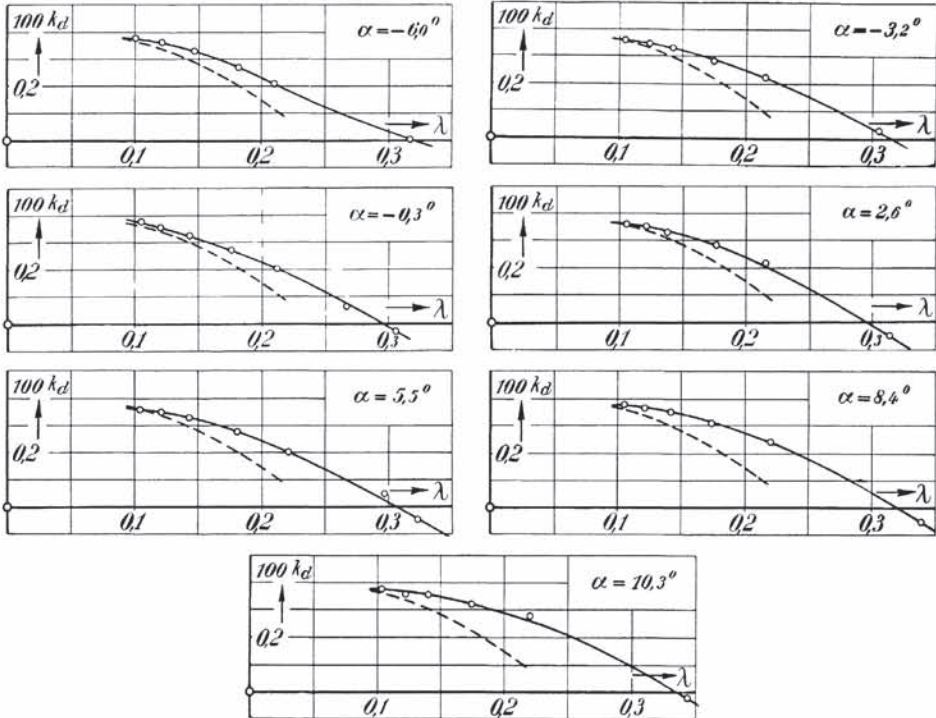 100 k_d α = −6,0°
0,2 λ
0,1 0,2 0,3
100 k_d α = −3,2°
0,2 λ
0,1 0,2 0,3
100 k_d α = −0,3°
0,2 λ
0,1 0,2 0,3
100 k_d α = 2,6°
0,2 λ
0,1 0,2 0,3
100 k_d α = 5,5°
0,2 λ
0,1 0,2 0,3
100 k_d α = 8,4°
0,2 λ
0,1 0,2 0,3
100 k_d α = 10,3°
0,2 λ
0,1 0,2 0,3